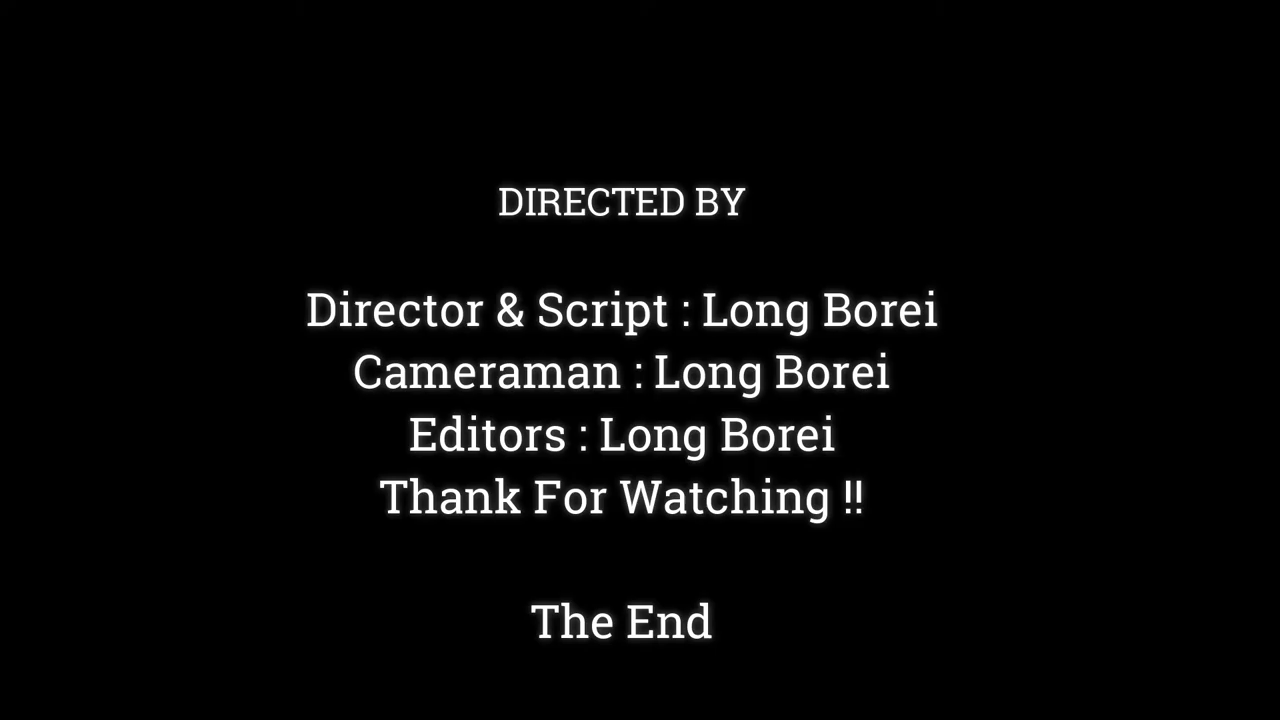 DIRECTED BY
Director & Script : Long Borei
Cameraman : Long Borei
Editors : Long Borei
Thank For Watching !!
The End